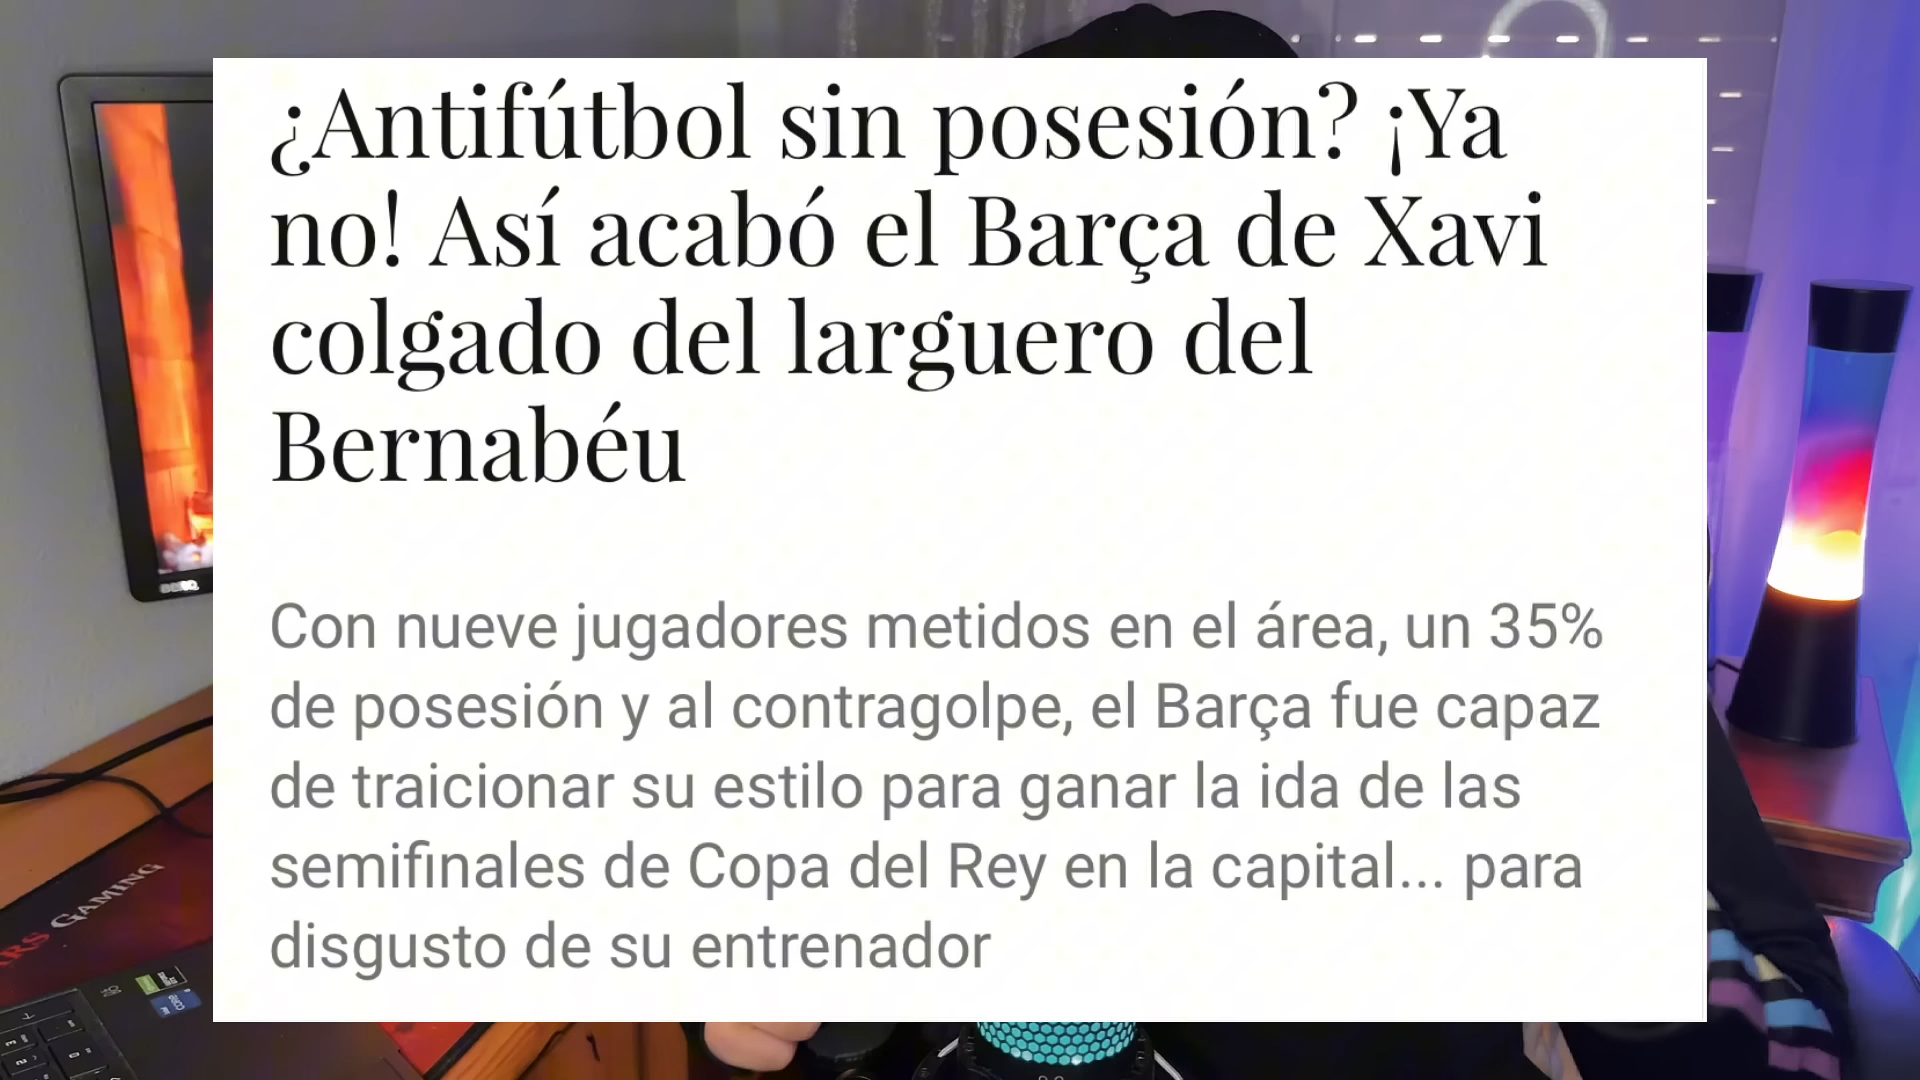 ¿Antifútbol sin posesión? ¡Ya
no! Así acabó el Barça de Xavi
colgado del larguero del
Bernabéu
Con nueve jugadores metidos en el área, un 35%
de posesión y al contragolpe, el Barça fue capaz
de traicionar su estilo para ganar la ida de las
semifinales de Copa del Rey en la capital... para
disgusto de su entrenador
GAMING